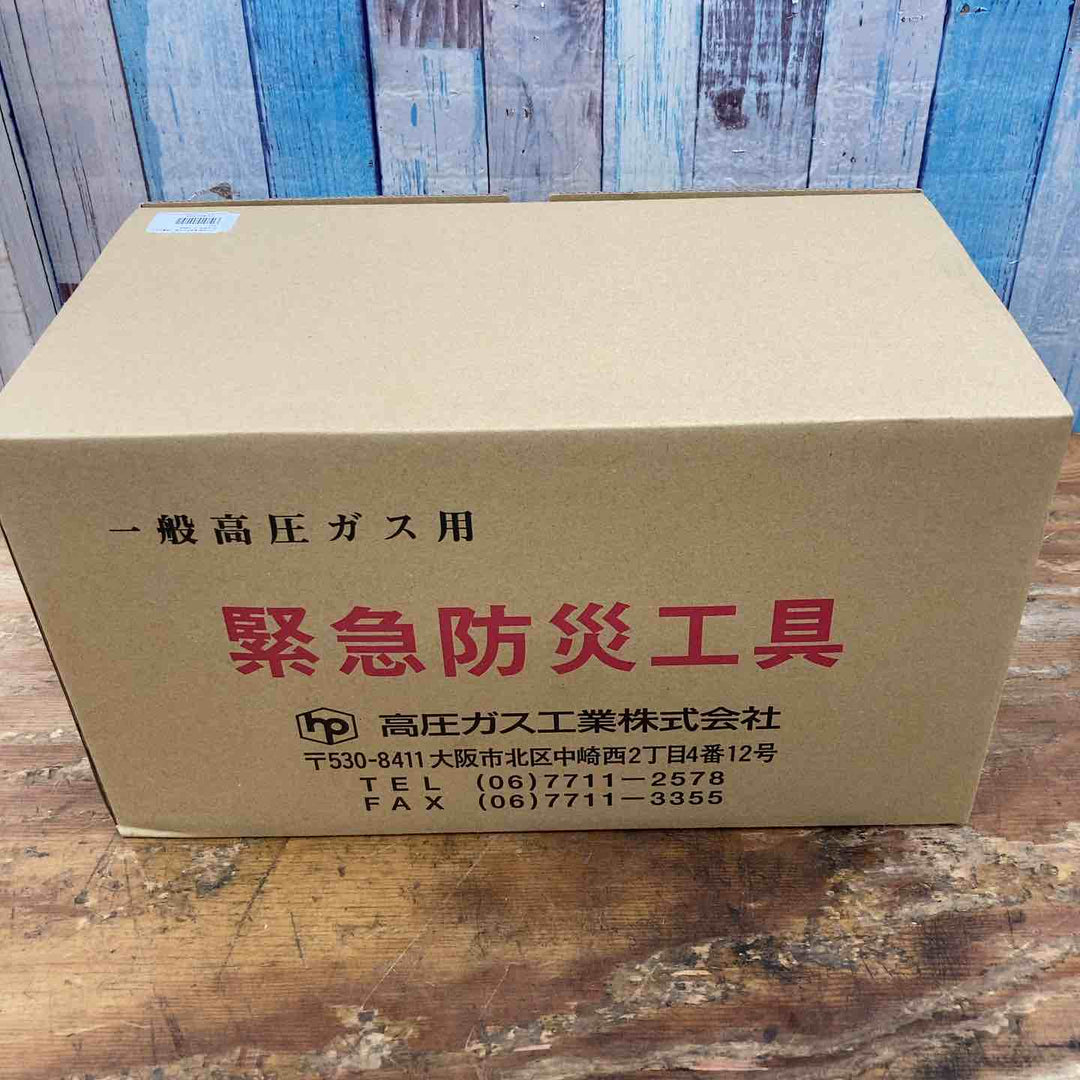 一般高圧ガス用
緊急防災工具
hp 高圧ガス工業株式会社
〒530-8411 大阪市北区中崎西2丁目4番12号
TEL (06)7711-2578
FAX (06)7711-3355